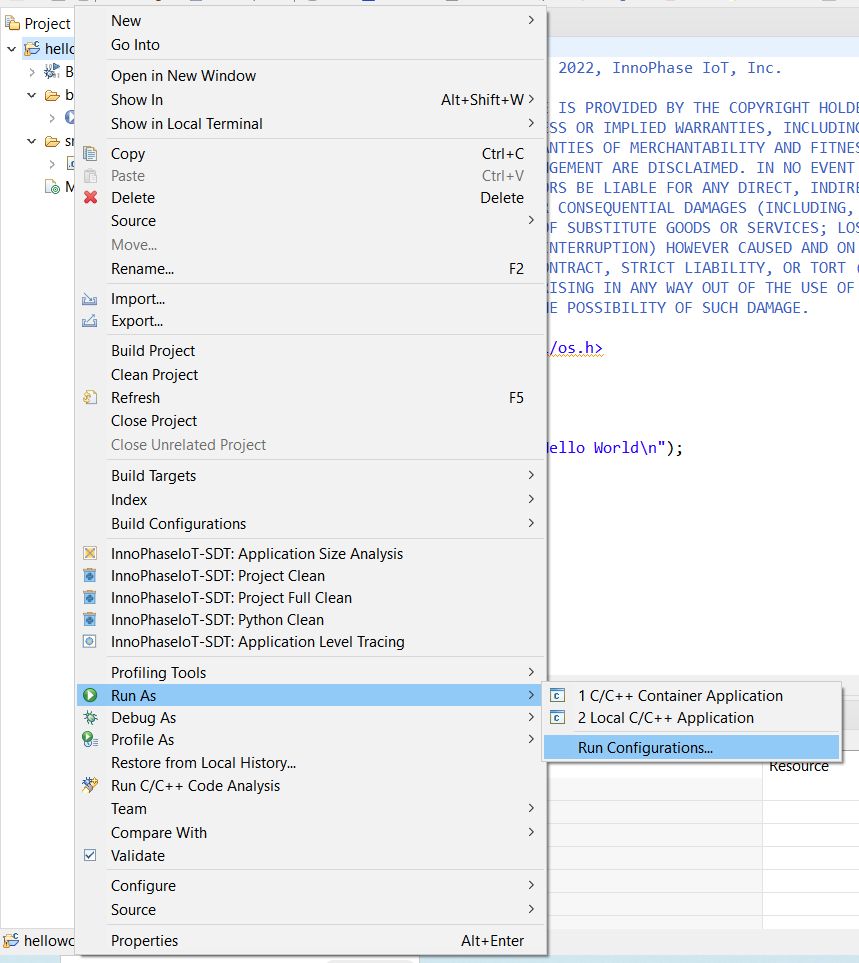 Project
New
Go Into
Open in New Window
Show In Alt+Shift+W
Show in Local Terminal
Copy Ctrl+C
Paste Ctrl+V
Delete Delete
Source
Move...
Rename... F2
Import...
Export...
Build Project
Clean Project
Refresh F5
Close Project
Close Unrelated Project
Build Targets
Index
Build Configurations
InnoPhaseIoT-SDT: Application Size Analysis
InnoPhaseIoT-SDT: Project Clean
InnoPhaseIoT-SDT: Project Full Clean
InnoPhaseIoT-SDT: Python Clean
InnoPhaseIoT-SDT: Application Level Tracing
Profiling Tools
Run As
Debug As
Profile As
Restore from Local History...
Run C/C++ Code Analysis
Team
Compare With
Validate
Configure
Source
Properties Alt+Enter
1 C/C++ Container Application
2 Local C/C++ Application
Run Configurations...
2022, InnoPhase IoT, Inc.
E IS PROVIDED BY THE COPYRIGHT HOLDE
SS OR IMPLIED WARRANTIES, INCLUDING
NTIES OF MERCHANTABILITY AND FITNES
GEMENT ARE DISCLAIMED. IN NO EVENT
RS BE LIABLE FOR ANY DIRECT, INDIRE
CONSEQUENTIAL DAMAGES (INCLUDING,
OF SUBSTITUTE GOODS OR SERVICES; LOS
INTERRUPTION) HOWEVER CAUSED AND ON
ONTRACT, STRICT LIABILITY, OR TORT (
ISING IN ANY WAY OUT OF THE USE OF
E POSSIBILITY OF SUCH DAMAGE.
/os.h>
ello World\n");
Resource
hellowo